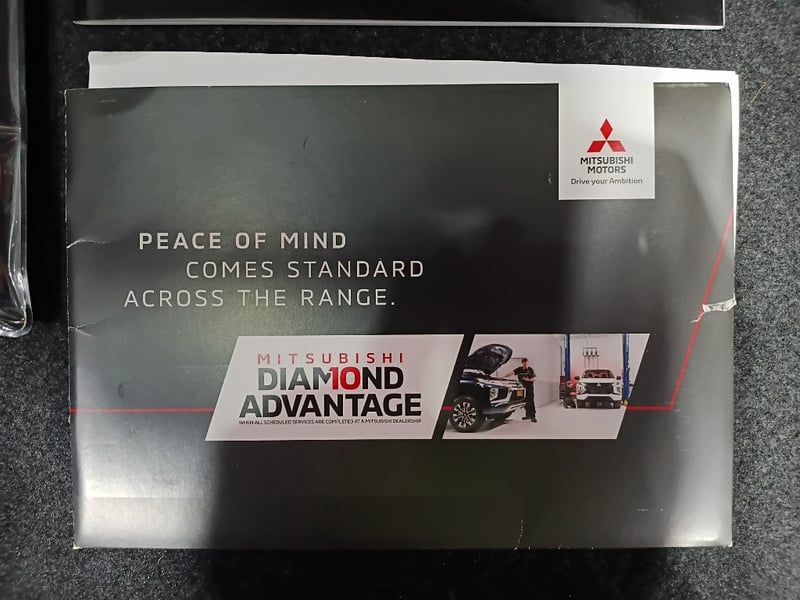 MITSUBISHI
MOTORS
Drive your Ambition
PEACE OF MIND
COMES STANDARD
ACROSS THE RANGE.
MITSUBISHI
DIAM10ND
ADVANTAGE
WHEN ALL SCHEDULED SERVICES ARE COMPLETED AT A MITSUBISHI DEALERSHIP